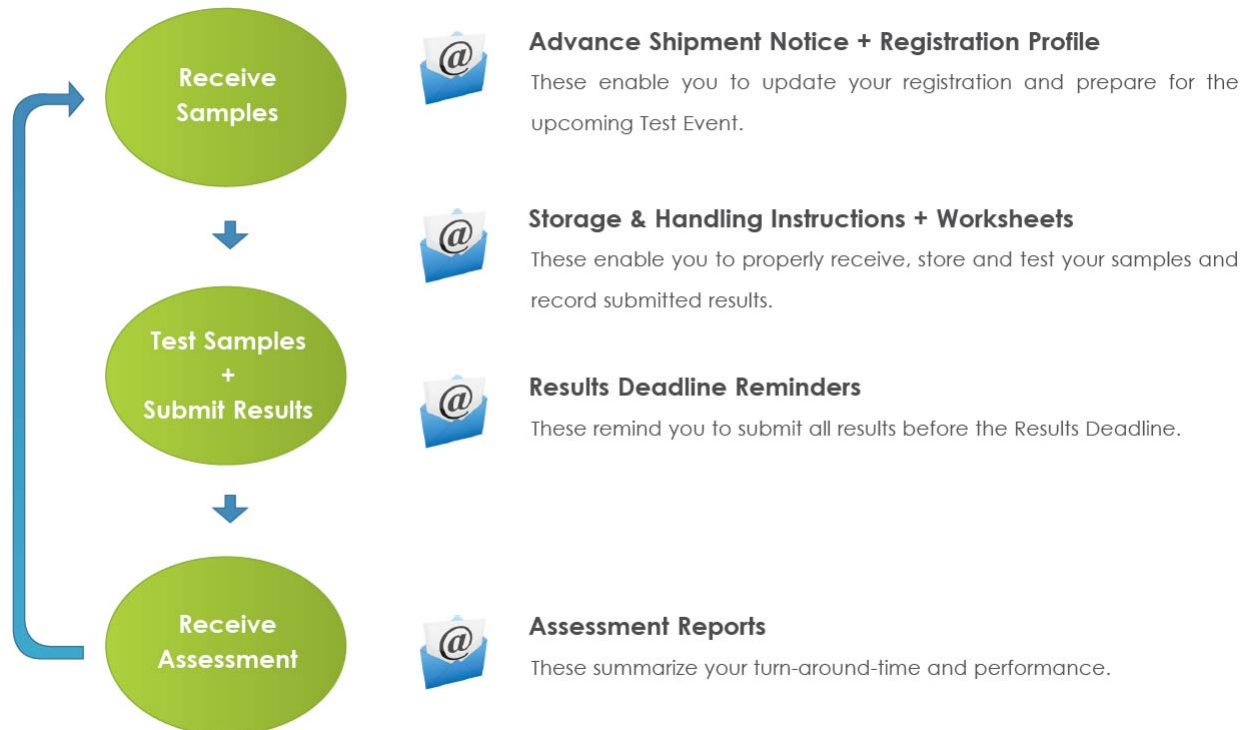 Receive
Samples
Advance Shipment Notice + Registration Profile
These enable you to update your registration and prepare for the
upcoming Test Event.
Storage & Handling Instructions + Worksheets
These enable you to properly receive, store and test your samples and
record submitted results.
Test Samples
+
Submit Results
Results Deadline Reminders
These remind you to submit all results before the Results Deadline.
Receive
Assessment
Assessment Reports
These summarize your turn-around-time and performance.
@
@
@
@